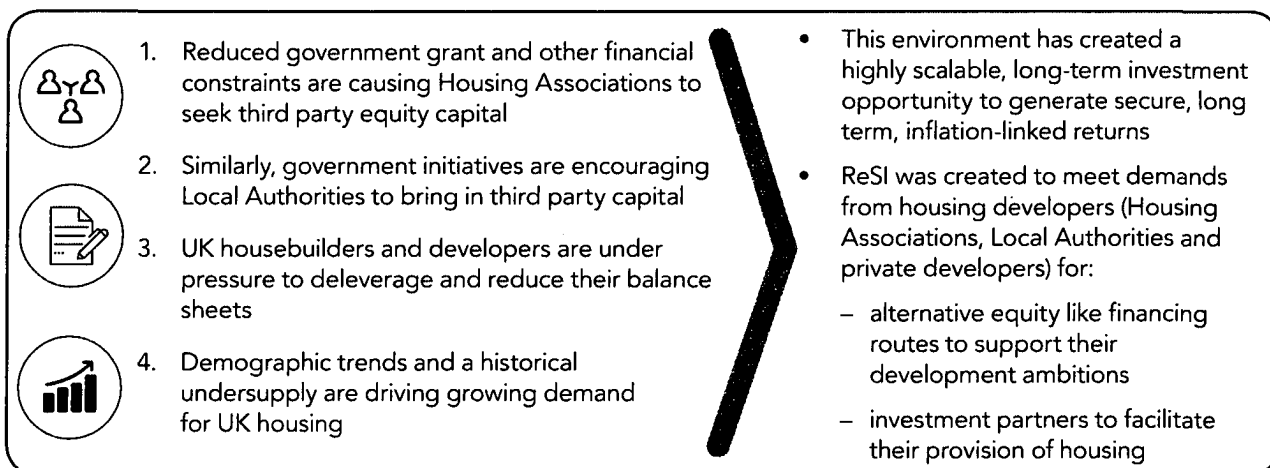 1. Reduced government grant and other financial
constraints are causing Housing Associations to
seek third party equity capital
2. Similarly, government initiatives are encouraging
Local Authorities to bring in third party capital
3. UK housebuilders and developers are under
pressure to deleverage and reduce their balance
sheets
4. Demographic trends and a historical
undersupply are driving growing demand
for UK housing
• This environment has created a
highly scalable, long-term investment
opportunity to generate secure, long
term, inflation-linked returns
• ReSI was created to meet demands
from housing developers (Housing
Associations, Local Authorities and
private developers) for:
– alternative equity like financing
routes to support their
development ambitions
– investment partners to facilitate
their provision of housing